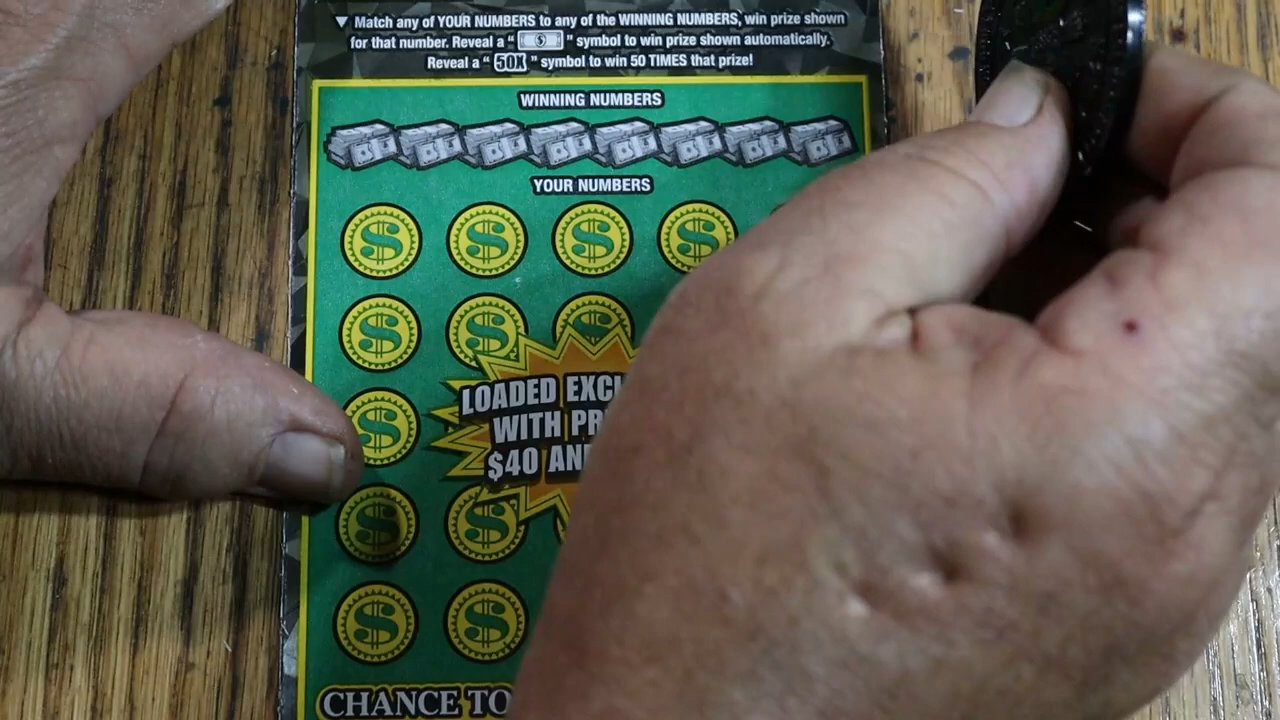 ▼ Match any of YOUR NUMBERS to any of the WINNING NUMBERS, win prize shown
for that number. Reveal a " $ " symbol to win prize shown automatically.
Reveal a " 50X " symbol to win 50 TIMES that prize!
WINNING NUMBERS
YOUR NUMBERS
$ $ $ $
$ $ $
LOADED EXCL
$ WITH PR
$40 AN
$ $
$ $
CHANCE TO